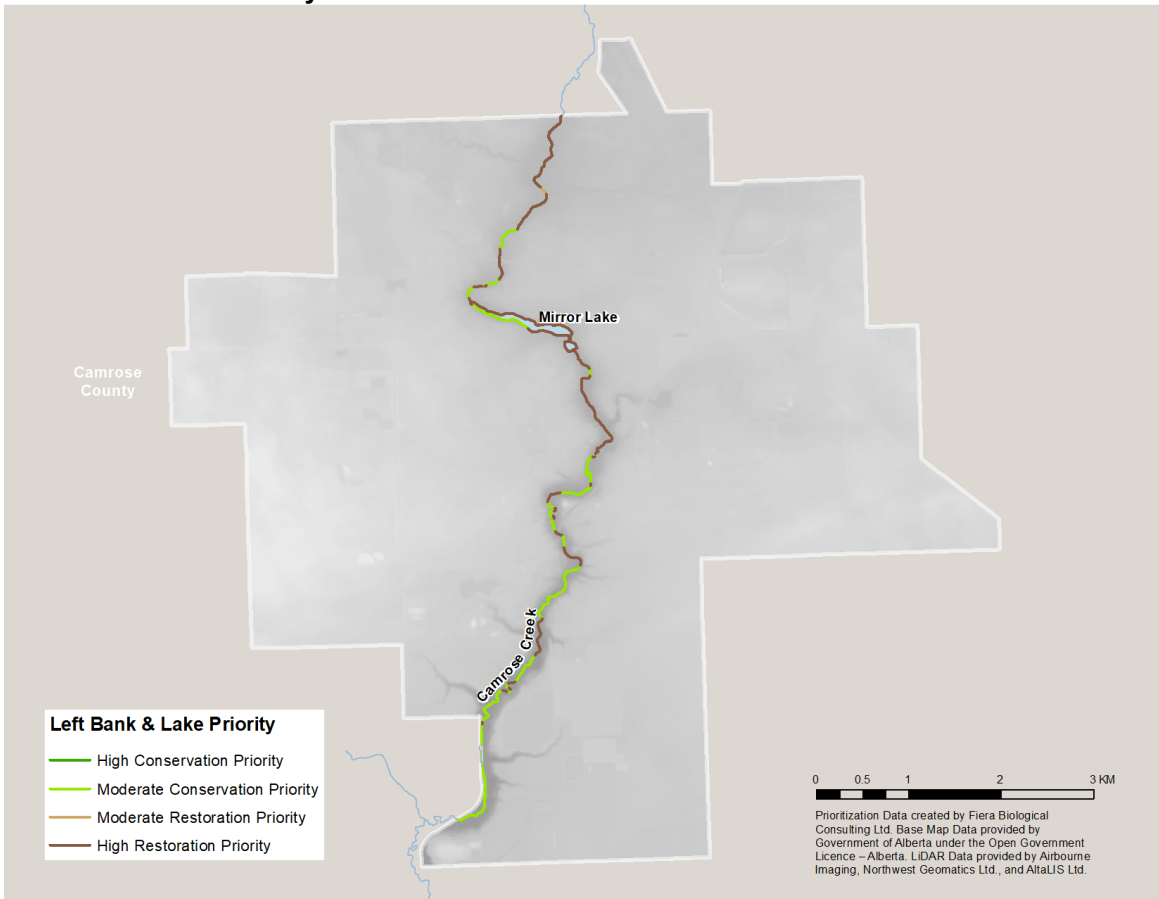 Mirror Lake
Camrose
County
Camrose Creek
Left Bank & Lake Priority
High Conservation Priority
Moderate Conservation Priority
Moderate Restoration Priority
High Restoration Priority
0 0.5 1 2 3 KM
Prioritization Data created by Fiera Biological
Consulting Ltd. Base Map Data provided by
Government of Alberta under the Open Government
Licence – Alberta. LiDAR Data provided by Airbourne
Imaging, Northwest Geomatics Ltd., and AltaLIS Ltd.